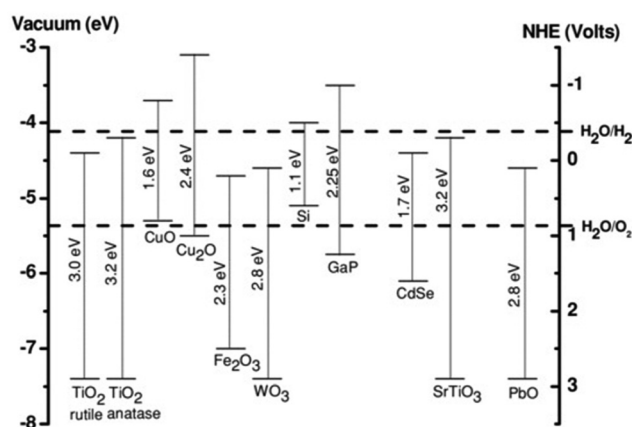 Vacuum (eV)
NHE (Volts)
-3
-4
-5
-6
-7
-8
-1
0
1
2
3
H₂O/H₂
H₂O/O₂
3.0 eV
TiO₂
rutile
3.2 eV
TiO₂
anatase
1.6 eV
CuO
2.4 eV
Cu₂O
2.3 eV
Fe₂O₃
2.8 eV
WO₃
1.1 eV
Si
2.25 eV
GaP
1.7 eV
CdSe
3.2 eV
SrTiO₃
2.8 eV
PbO